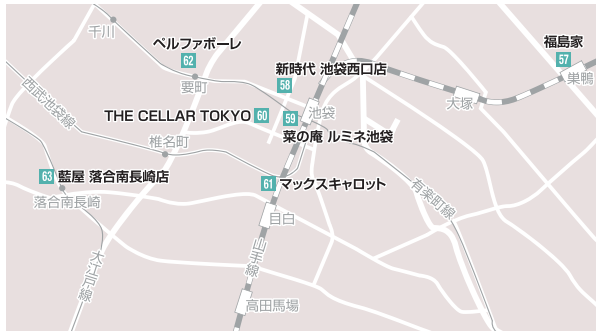 千川
ペルファボーレ
62
要町
新時代 池袋西口店
58
福島家
57
巣鴨
大塚
西武池袋線
THE CELLAR TOKYO 60
59
池袋
菜の庵 ルミネ池袋
椎名町
63 藍屋 落合南長崎店
落合南長崎
61 マックスキャロット
有楽町線
目白
大江戸線
山手線
高田馬場